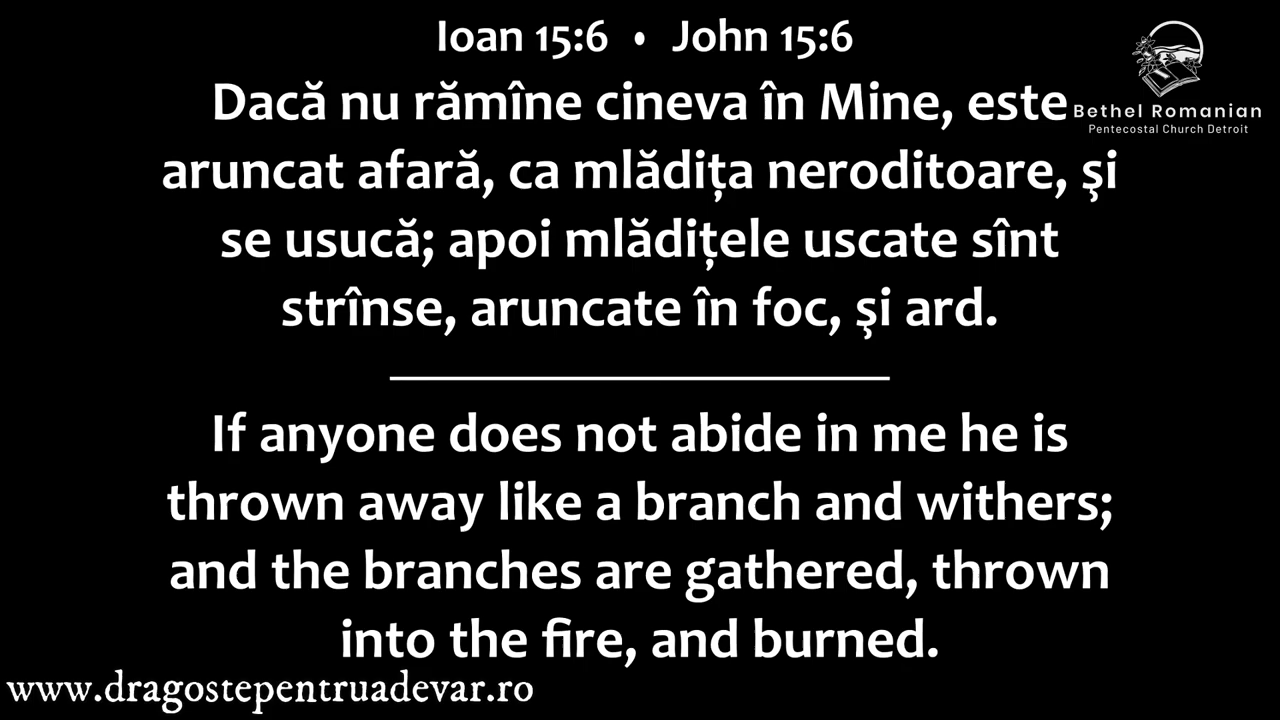 Ioan 15:6 • John 15:6
Bethel Romanian
Pentecostal Church Detroit
Dacă nu rămîne cineva în Mine, este
aruncat afară, ca mlădița neroditoare, şi
se usucă; apoi mlădițele uscate sînt
strînse, aruncate în foc, şi ard.
If anyone does not abide in me he is
thrown away like a branch and withers;
and the branches are gathered, thrown
into the fire, and burned.
www.dragostepentruadevar.ro